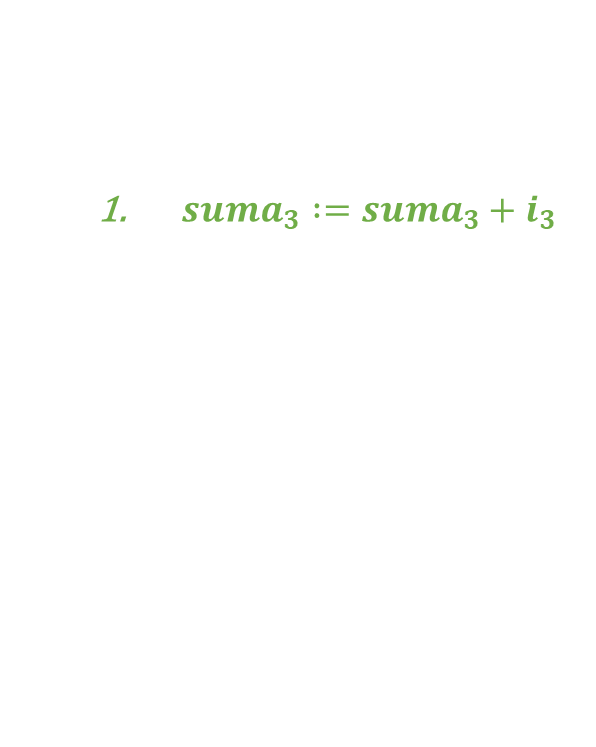 1. suma₃ := suma₃ + i₃